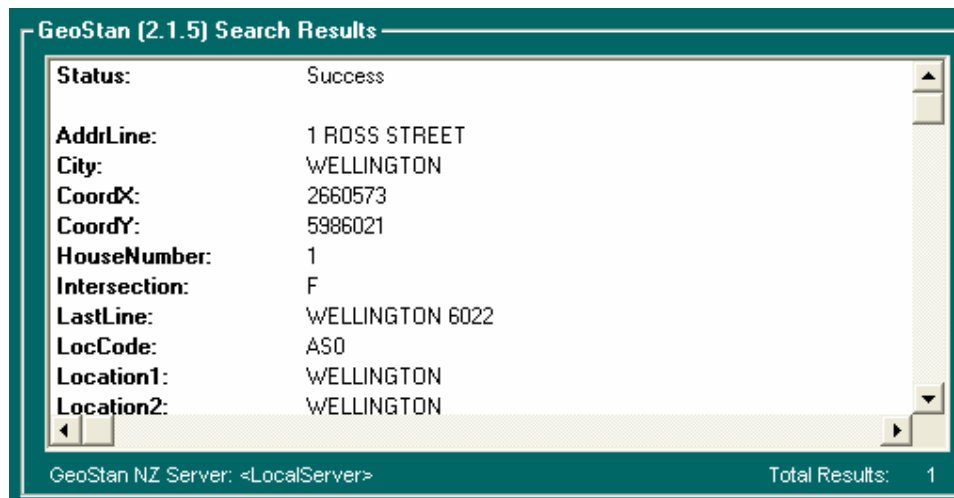 GeoStan (2.1.5) Search Results
Status: Success
AddrLine: 1 ROSS STREET
City: WELLINGTON
CoordX: 2660573
CoordY: 5986021
HouseNumber: 1
Intersection: F
LastLine: WELLINGTON 6022
LocCode: AS0
Location1: WELLINGTON
Location2: WELLINGTON
GeoStan NZ Server: <LocalServer> Total Results: 1